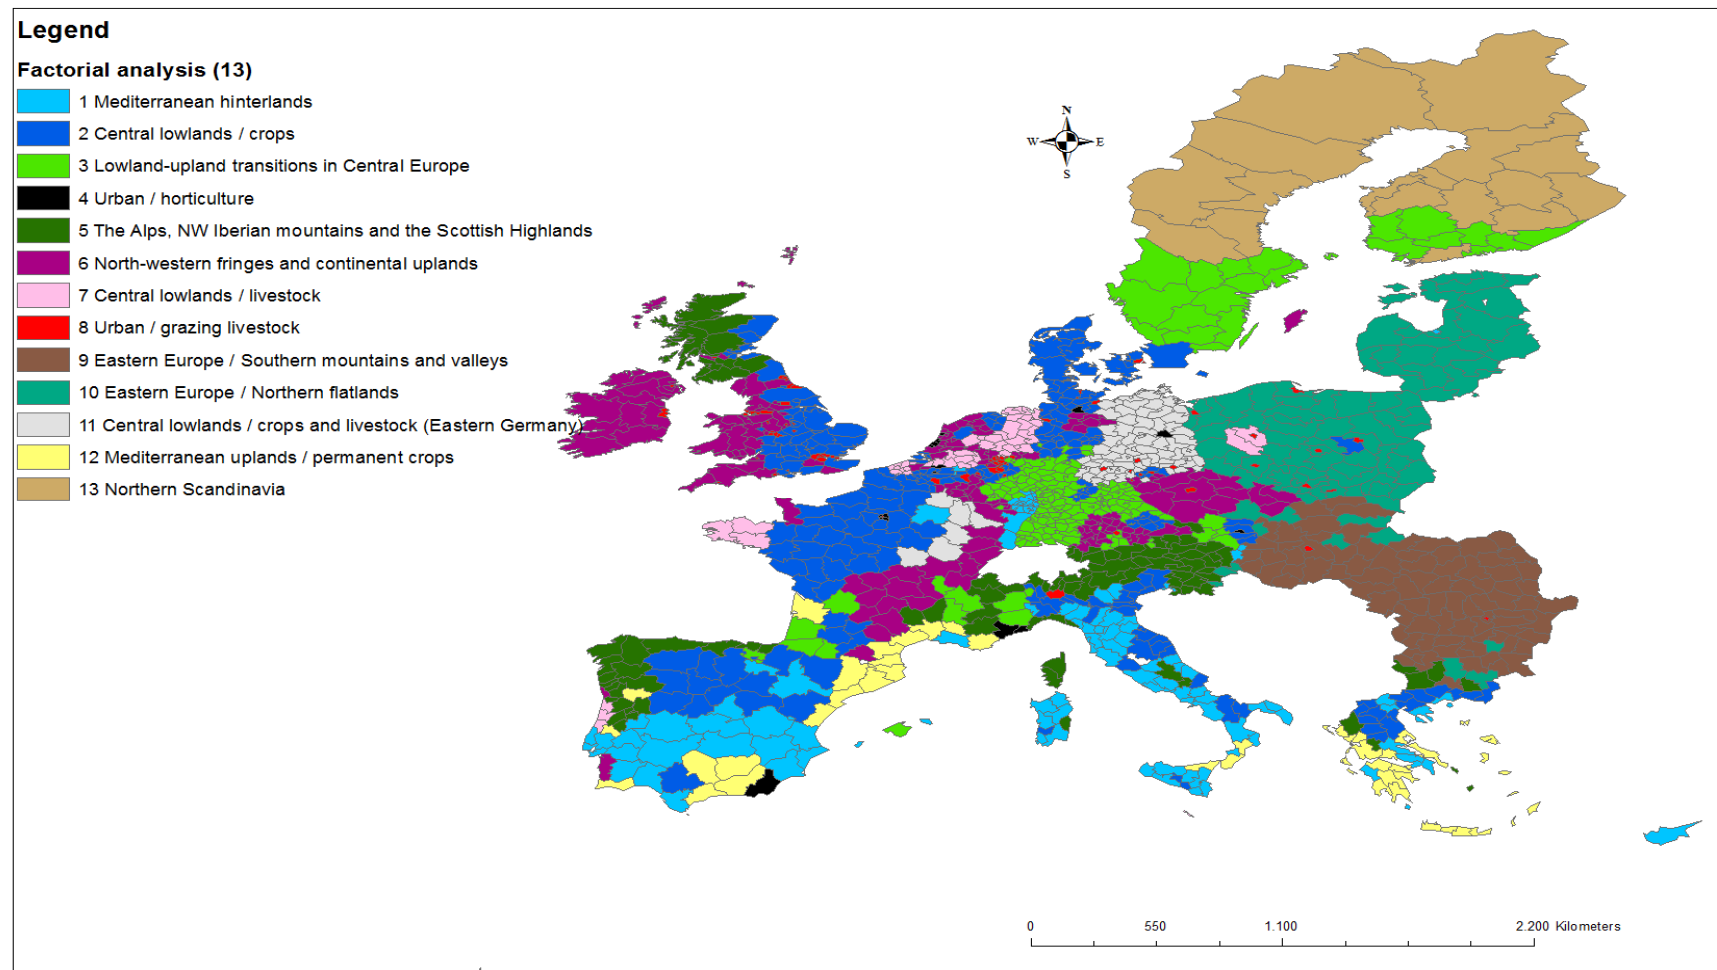 Legend
Factorial analysis (13)
1 Mediterranean hinterlands
2 Central lowlands / crops
3 Lowland-upland transitions in Central Europe
4 Urban / horticulture
5 The Alps, NW Iberian mountains and the Scottish Highlands
6 North-western fringes and continental uplands
7 Central lowlands / livestock
8 Urban / grazing livestock
9 Eastern Europe / Southern mountains and valleys
10 Eastern Europe / Northern flatlands
11 Central lowlands / crops and livestock (Eastern Germany)
12 Mediterranean uplands / permanent crops
13 Northern Scandinavia
N
W E
S
0 550 1.100 2.200 Kilometers